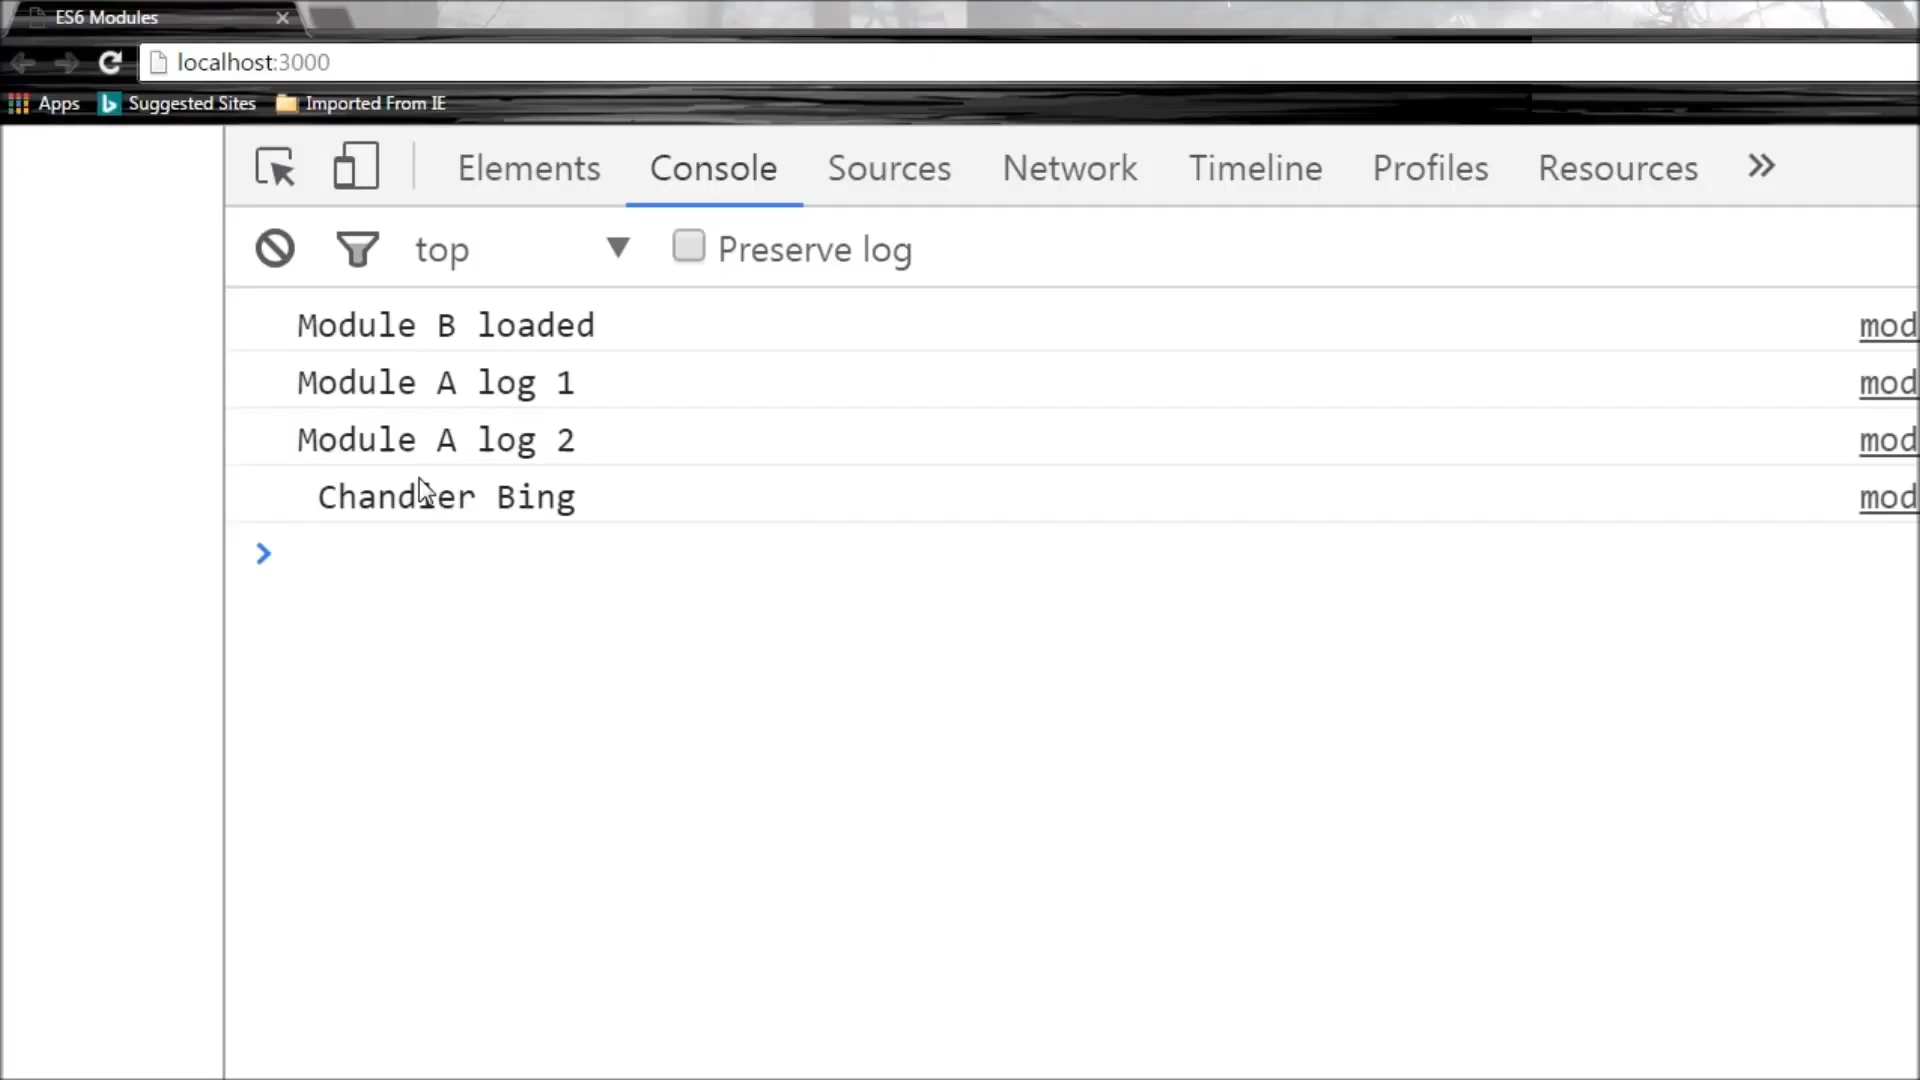 ES6 Modules
localhost:3000
Apps Suggested Sites Imported From IE
Elements Console Sources Network Timeline Profiles Resources
top Preserve log
Module B loaded mod
Module A log 1 mod
Module A log 2 mod
Chandler Bing mod